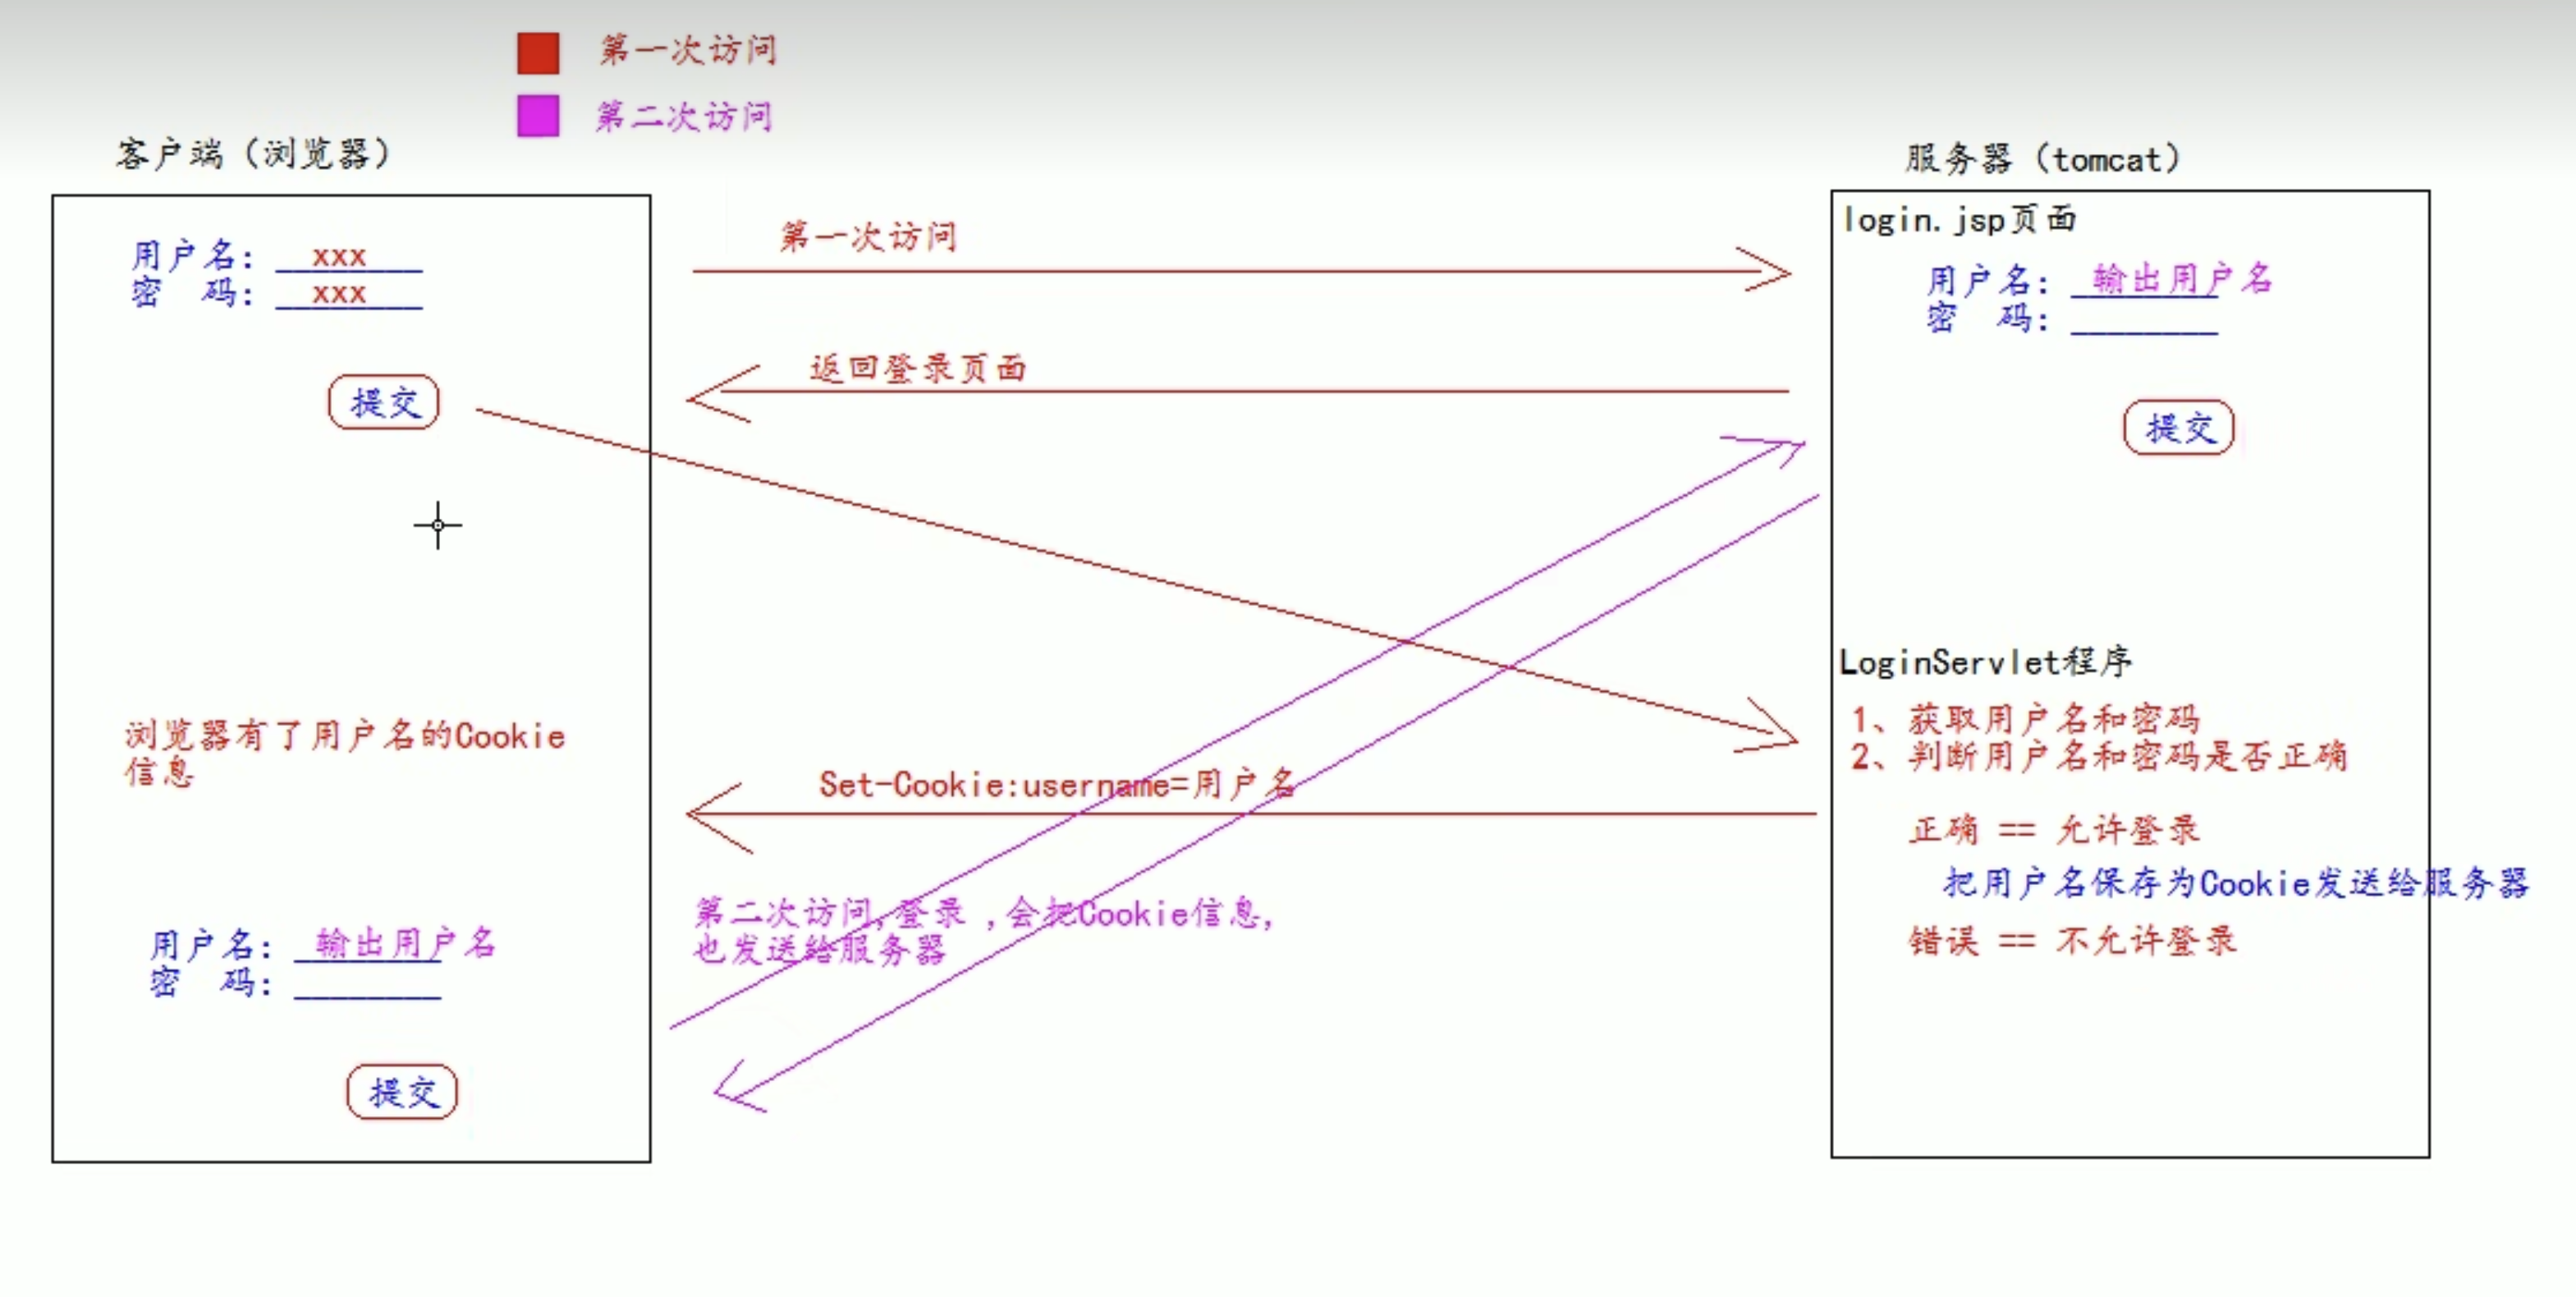 第一次访问
第二次访问
客户端（浏览器）
用户名： xxx
密 码： xxx
提交
浏览器有了用户名的Cookie
信息
用户名： 输出用户名
密 码：
提交
第一次访问
返回登录页面
Set-Cookie:username=用户名
第二次访问,登录 ,会把Cookie信息,
也发送给服务器
服务器（tomcat）
login.jsp页面
用户名： 输出用户名
密 码：
提交
LoginServlet程序
1、获取用户名和密码
2、判断用户名和密码是否正确
正确 == 允许登录
把用户名保存为Cookie发送给服务器
错误 == 不允许登录